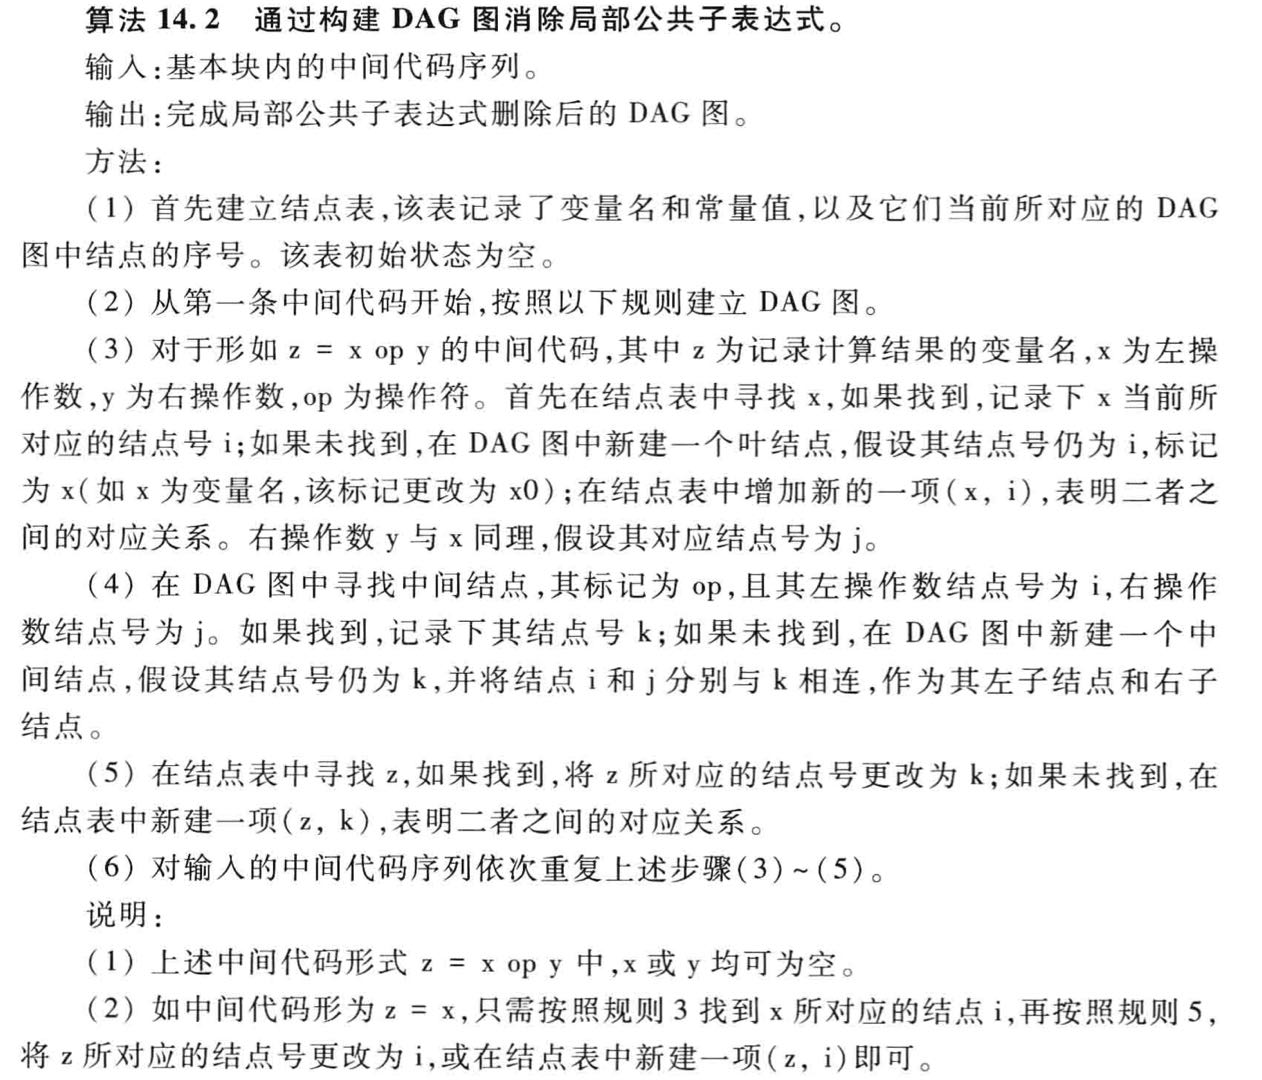 算法 14.2 通过构建 DAG 图消除局部公共子表达式。
输入:基本块内的中间代码序列。
输出:完成局部公共子表达式删除后的 DAG 图。
方法:
(1) 首先建立结点表,该表记录了变量名和常量值,以及它们当前所对应的 DAG
图中结点的序号。该表初始状态为空。
(2) 从第一条中间代码开始,按照以下规则建立 DAG 图。
(3) 对于形如 z = x op y 的中间代码,其中 z 为记录计算结果的变量名,x 为左操
作数,y 为右操作数,op 为操作符。首先在结点表中寻找 x,如果找到,记录下 x 当前所
对应的结点号 i;如果未找到,在 DAG 图中新建一个叶结点,假设其结点号仍为 i,标记
为 x(如 x 为变量名,该标记更改为 x0);在结点表中增加新的一项(x, i),表明二者之
间的对应关系。右操作数 y 与 x 同理,假设其对应结点号为 j。
(4) 在 DAG 图中寻找中间结点,其标记为 op,且其左操作数结点号为 i,右操作
数结点号为 j。如果找到,记录下其结点号 k;如果未找到,在 DAG 图中新建一个中
间结点,假设其结点号仍为 k,并将结点 i 和 j 分别与 k 相连,作为其左子结点和右子
结点。
(5) 在结点表中寻找 z,如果找到,将 z 所对应的结点号更改为 k;如果未找到,在
结点表中新建一项(z, k),表明二者之间的对应关系。
(6) 对输入的中间代码序列依次重复上述步骤(3)~(5)。
说明:
(1) 上述中间代码形式 z = x op y 中,x 或 y 均可为空。
(2) 如中间代码形为 z = x,只需按照规则 3 找到 x 所对应的结点 i,再按照规则 5,
将 z 所对应的结点号更改为 i,或在结点表中新建一项(z, i)即可。